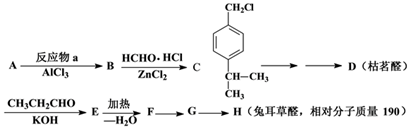 CH₂Cl
A 反应物 a AlCl₃ B HCHO·HCl ZnCl₂ C D (枯茗醛)
CH—CH₃
CH₃
CH₃CH₂CHO KOH E 加热 —H₂O F G H (兔耳草醛，相对分子质量 190)